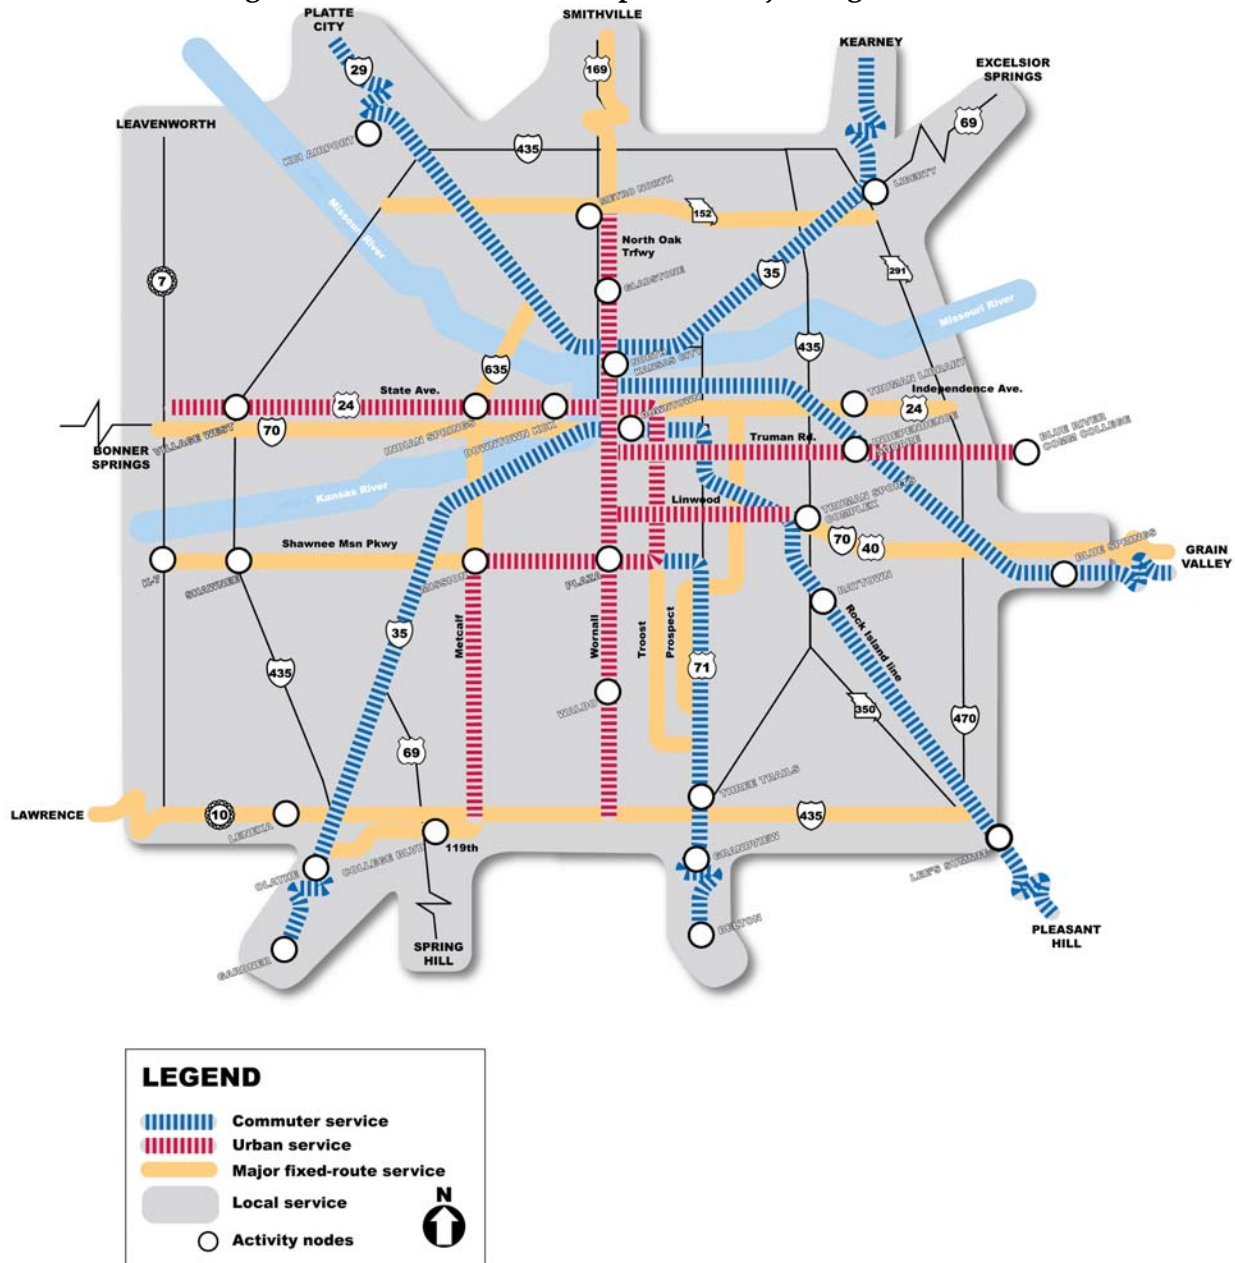 PLATTE
CITY
SMITHVILLE
KEARNEY
EXCELSIOR
SPRINGS
29
169
69
LEAVENWORTH
KCI AIRPORT
435
LIBERTY
METRO NORTH
152
Missouri River
North Oak
Trfwy
7
GLADSTONE
35
291
Missouri River
435
NORTH
KANSAS CITY
635
TRUMAN LIBRARY
State Ave.
24
DOWNTOWN
Independence Ave.
24
70
VILLAGE WEST
INDIAN SPRINGS
DOWNTOWN KCK
Truman Rd.
INDEPENDENCE
SQUARE
BLUE RIVER
COMM COLLEGE
BONNER
SPRINGS
Kansas River
Linwood
TRUMAN SPORTS
COMPLEX
70
40
Shawnee Msn Pkwy
BLUE SPRINGS
GRAIN
VALLEY
K-7
SHAWNEE
MISSION
PLAZA
RAYTOWN
35
Metcalf
Wornall
Troost
Prospect
Rock Island line
435
71
WALDO
350
470
69
THREE TRAILS
LAWRENCE
10
LENEXA
435
COLLEGE BLVD
119th
GRANDVIEW
LEE'S SUMMIT
OLATHE
BELTON
PLEASANT
HILL
SPRING
HILL
GARDNER
LEGEND
Commuter service
Urban service
Major fixed-route service
Local service
N
Activity nodes